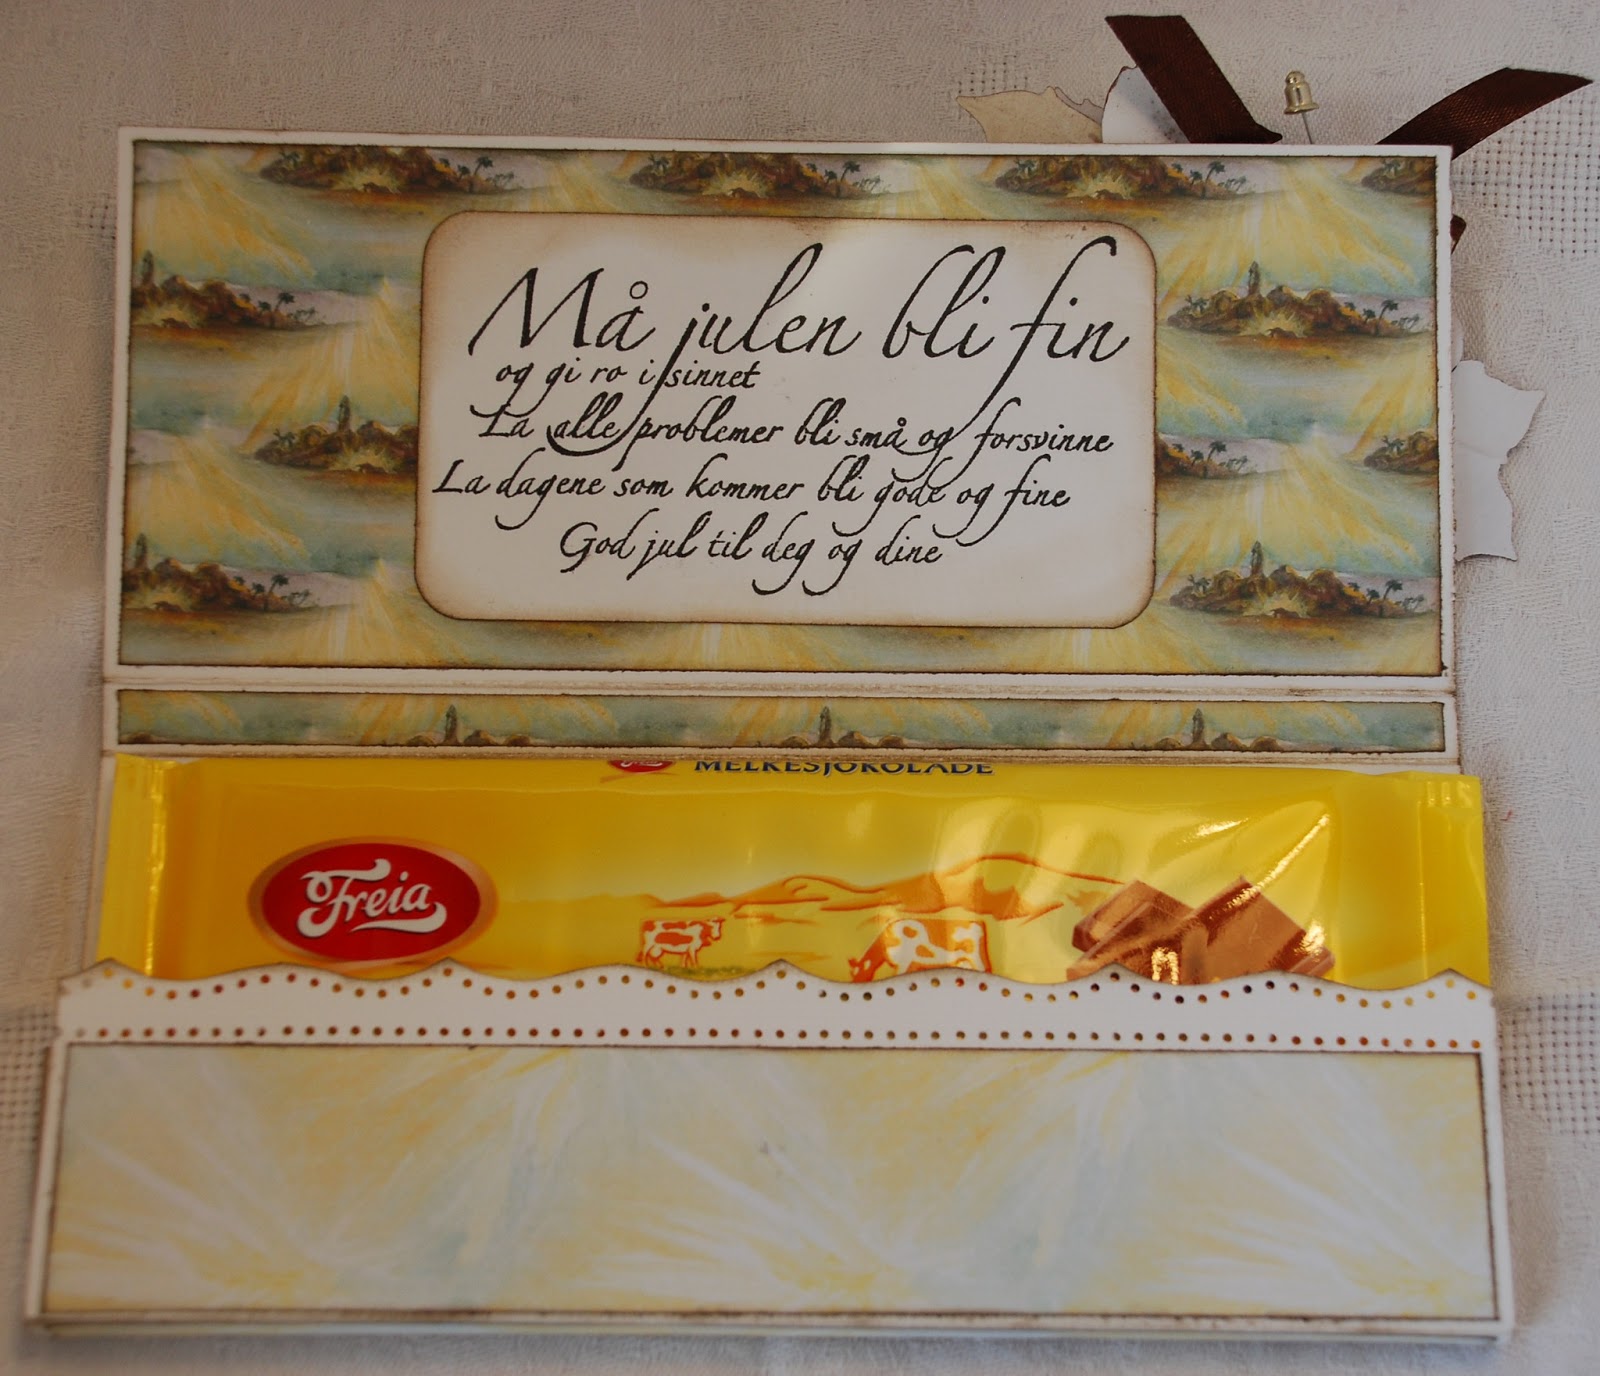 Må julen bli fin
og gi ro i sinnet
La alle problemer bli små og forsvinne
La dagene som kommer bli gode og fine
God jul til deg og dine
MELKESJOKOLADE
Freia